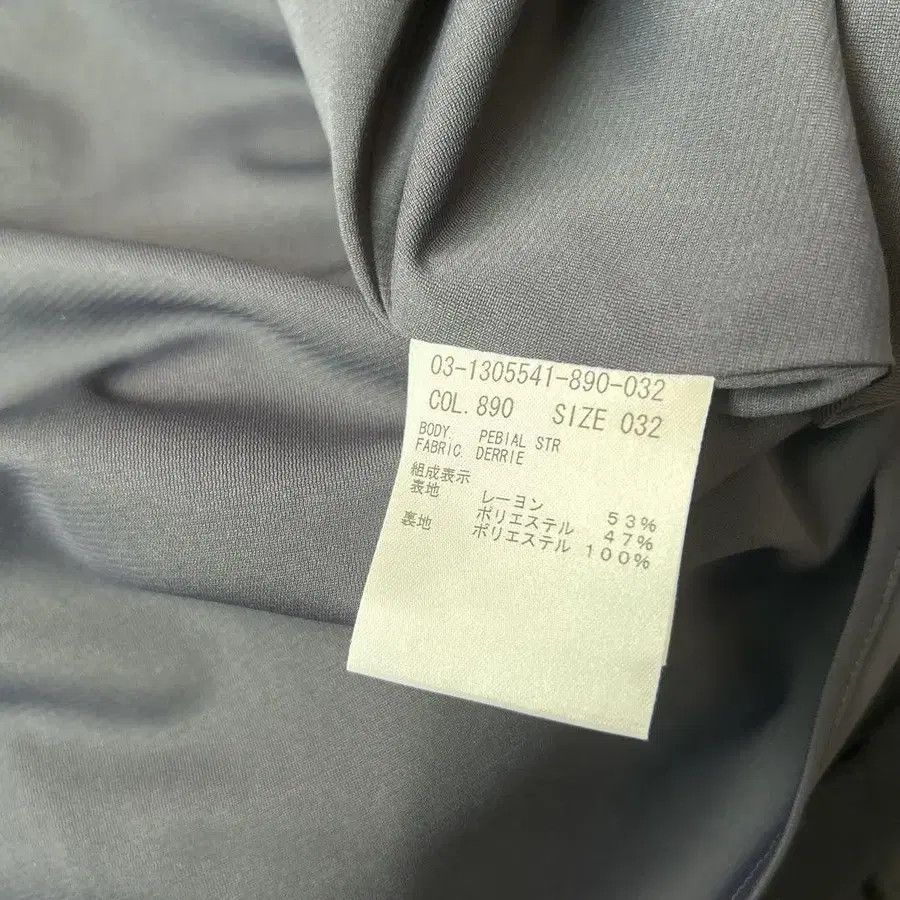 03-1305541-890-032
COL. 890 SIZE 032
BODY. PEBIAL STR
FABRIC. DERRIE
組成表示
表地 レーヨン 53%
ポリエステル 47%
裏地 ポリエステル 100%